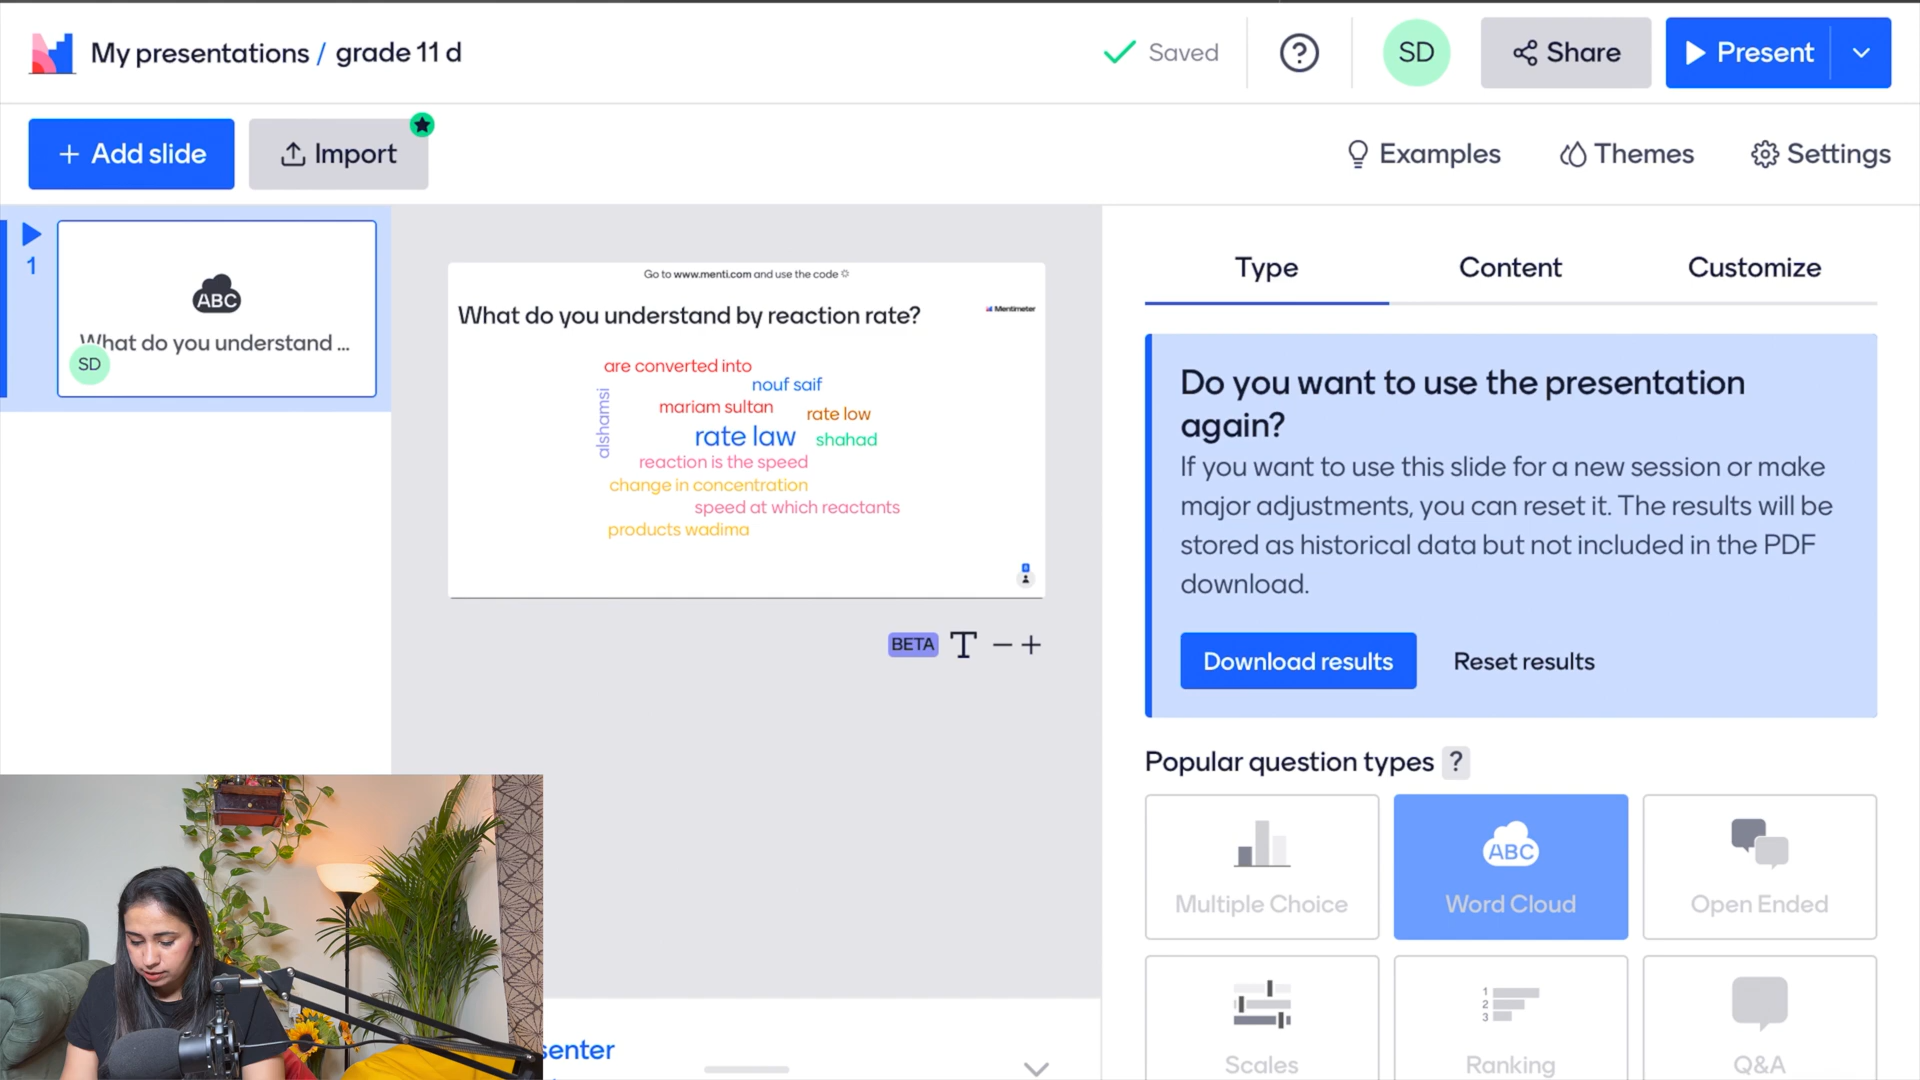 My presentations / grade 11 d
Saved
?
SD
Share
Present
+ Add slide
Import
Examples
Themes
Settings
1
ABC
What do you understand ...
SD
Go to www.menti.com and use the code
What do you understand by reaction rate?
Mentimeter
are converted into
nouf saif
alshamsi
mariam sultan
rate low
rate law
shahad
reaction is the speed
change in concentration
speed at which reactants
products wadima
BETA T − +
senter
Type
Content
Customize
Do you want to use the presentation
again?
If you want to use this slide for a new session or make
major adjustments, you can reset it. The results will be
stored as historical data but not included in the PDF
download.
Download results
Reset results
Popular question types ?
Multiple Choice
ABC
Word Cloud
Open Ended
Scales
1
2
3
Ranking
Q&A